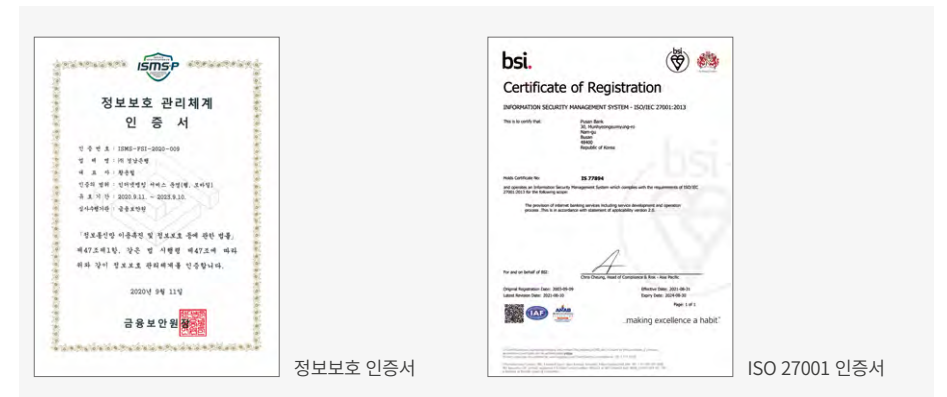 ISMS-P
정보보호 관리체계
인 증 서
인 증 번 호 : ISMS-FSI-2020-009
업 체 명 : ㈜ 경남은행
대 표 자 : 황윤철
인증의 범위 : 인터넷뱅킹 서비스 운영(웹, 모바일)
유 효 기 간 : 2020.9.11. ~ 2023.9.10.
심사수행기관 : 금융보안원
「정보통신망 이용촉진 및 정보보호 등에 관한 법률」
제47조제1항, 같은 법 시행령 제47조에 따라
위와 같이 정보보호 관리체계를 인증합니다.
2020년 9월 11일
금융보안원장
정보보호 인증서
bsi.
bsi
Certificate of Registration
INFORMATION SECURITY MANAGEMENT SYSTEM - ISO/IEC 27001:2013
This is to certify that:
Pusan Bank
30, Munhyeongeumyung-ro
Nam-gu
Busan
48400
Republic of Korea
Holds Certificate No:
IS 77894
and operates an Information Security Management System which complies with the requirements of ISO/IEC
27001:2013 for the following scope:
The provision of internet banking services including service development and operation
process. This is in accordance with statement of applicability version 2.0.
For and on behalf of BSI:
Chris Cheung, Head of Compliance & Risk - Asia Pacific
Original Registration Date: 2003-09-09
Effective Date: 2021-08-31
Latest Revision Date: 2021-08-10
Expiry Date: 2024-08-30
Page: 1 of 1
IAF
...making excellence a habit.™
ISO 27001 인증서